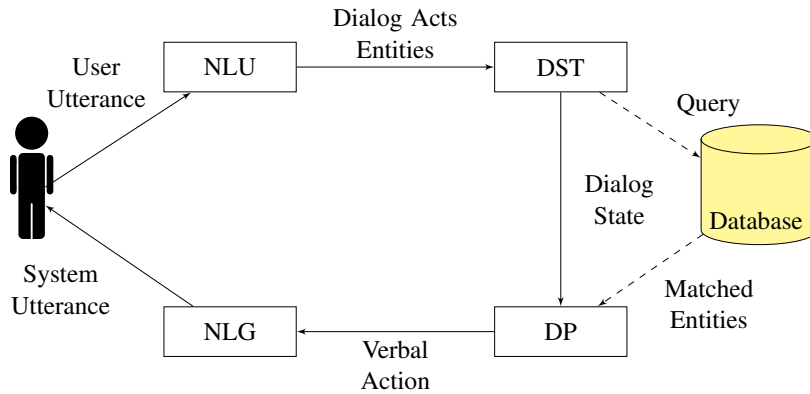 Dialog Acts
Entities
User
Utterance
NLU
DST
Query
Dialog
State
Database
System
Utterance
Matched
Entities
NLG
DP
Verbal
Action